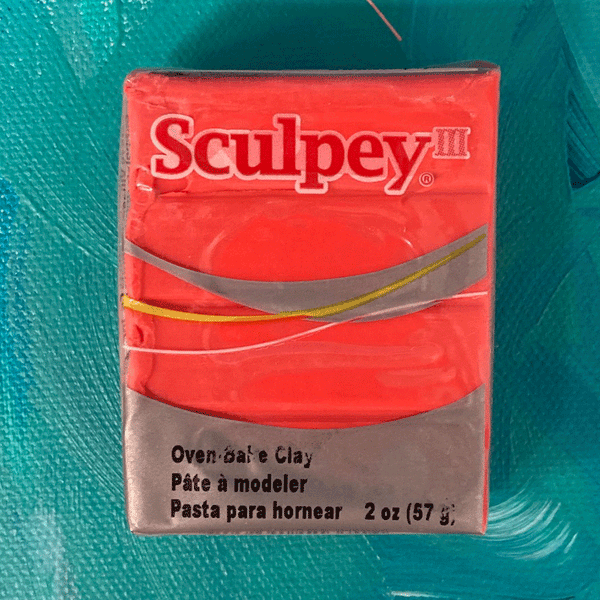 Sculpey III ®
Oven-Bake Clay
Pâte à modeler
Pasta para hornear 2 oz (57 g)